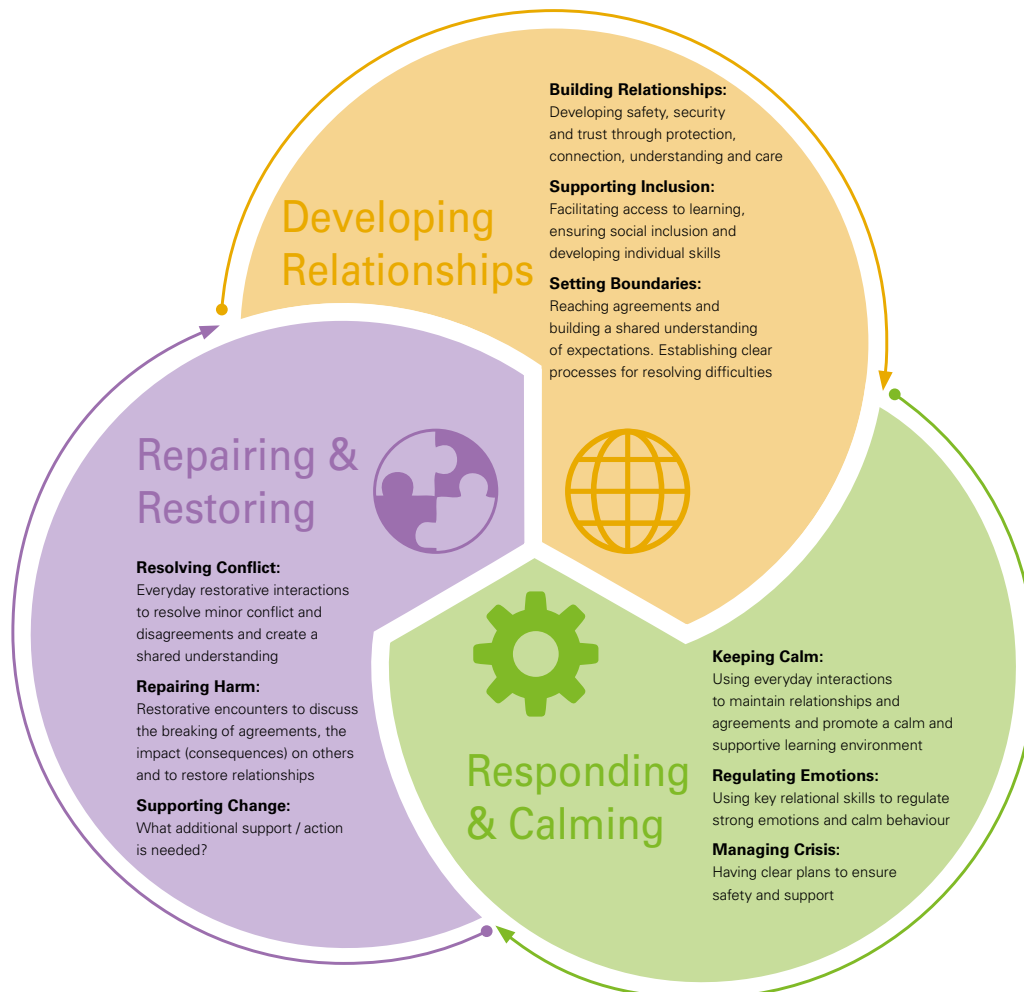 Developing
Relationships
Building Relationships:
Developing safety, security
and trust through protection,
connection, understanding and care
Supporting Inclusion:
Facilitating access to learning,
ensuring social inclusion and
developing individual skills
Setting Boundaries:
Reaching agreements and
building a shared understanding
of expectations. Establishing clear
processes for resolving difficulties
Repairing &
Restoring
Resolving Conflict:
Everyday restorative interactions
to resolve minor conflict and
disagreements and create a
shared understanding
Repairing Harm:
Restorative encounters to discuss
the breaking of agreements, the
impact (consequences) on others
and to restore relationships
Supporting Change:
What additional support / action
is needed?
Responding
& Calming
Keeping Calm:
Using everyday interactions
to maintain relationships and
agreements and promote a calm and
supportive learning environment
Regulating Emotions:
Using key relational skills to regulate
strong emotions and calm behaviour
Managing Crisis:
Having clear plans to ensure
safety and support